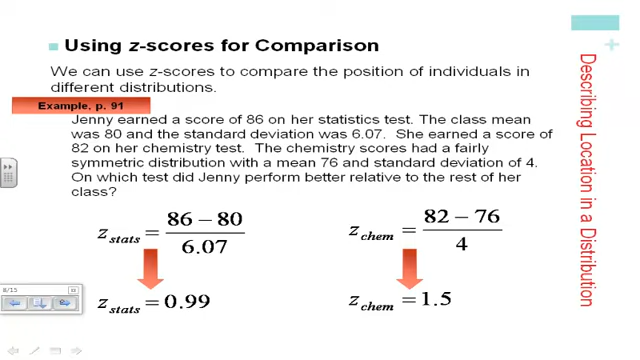 Using z-scores for Comparison
We can use z-scores to compare the position of individuals in
different distributions.
Example, p. 91
Jenny earned a score of 86 on her statistics test. The class mean
was 80 and the standard deviation was 6.07. She earned a score of
82 on her chemistry test. The chemistry scores had a fairly
symmetric distribution with a mean 76 and standard deviation of 4.
On which test did Jenny perform better relative to the rest of her
class?
z stats = (86 − 80) / 6.07
z chem = (82 − 76) / 4
z stats = 0.99
z chem = 1.5
8/15
+
Describing Location in a Distribution